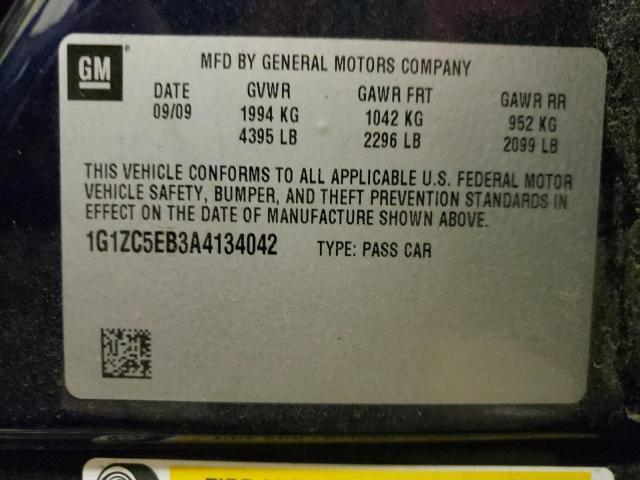 GM
MFD BY GENERAL MOTORS COMPANY
DATE GVWR GAWR FRT GAWR RR
09/09 1994 KG 1042 KG 952 KG
4395 LB 2296 LB 2099 LB
THIS VEHICLE CONFORMS TO ALL APPLICABLE U.S. FEDERAL MOTOR
VEHICLE SAFETY, BUMPER, AND THEFT PREVENTION STANDARDS IN
EFFECT ON THE DATE OF MANUFACTURE SHOWN ABOVE.
1G1ZC5EB3A4134042 TYPE: PASS CAR